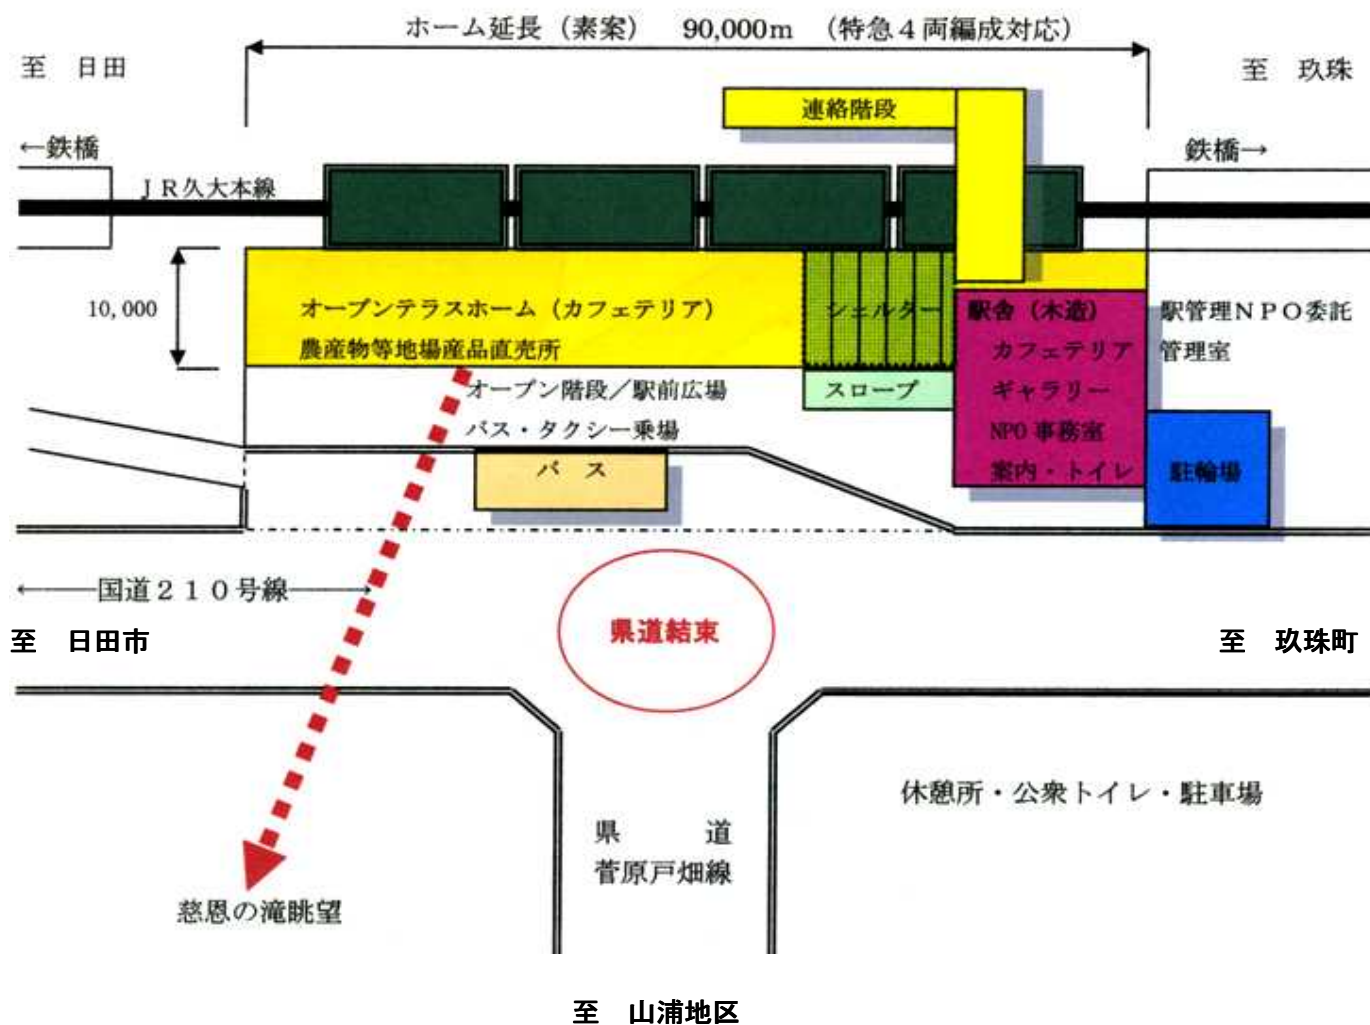 ホーム延長（素案）　90,000m　（特急４両編成対応）
至　日田
至　玖珠
連絡階段
←鉄橋
鉄橋→
ＪＲ久大本線
10,000
オープンテラスホーム（カフェテリア）
農産物等地場産品直売所
シェルター
駅舎（木造）
カフェテリア
ギャラリー
NPO 事務室
案内・トイレ
駅管理ＮＰＯ委託
管理室
スロープ
オープン階段／駅前広場
バス・タクシー乗場
バ　ス
駐輪場
←国道２１０号線→
至　日田市
県道結束
至　玖珠町
休憩所・公衆トイレ・駐車場
県　　道
菅原戸畑線
慈恩の滝眺望
至　山浦地区